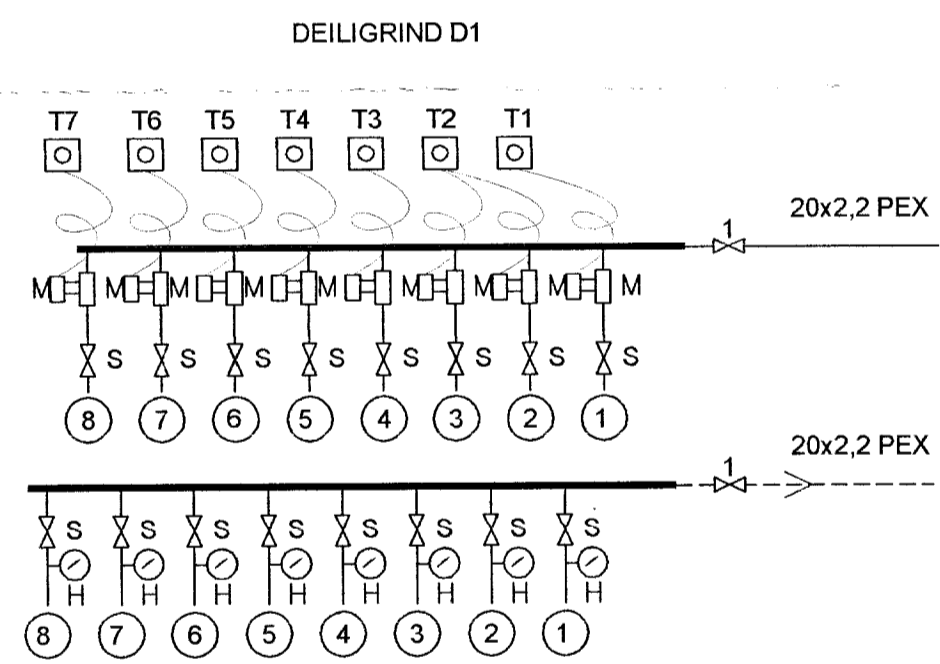 DEILIGRIND D1
T7 T6 T5 T4 T3 T2 T1
20x2,2 PEX
1
M M M M M M M M M
S S S S S S S S
8 7 6 5 4 3 2 1
20x2,2 PEX
1
S S S S S S S S
H H H H H H H H
8 7 6 5 4 3 2 1